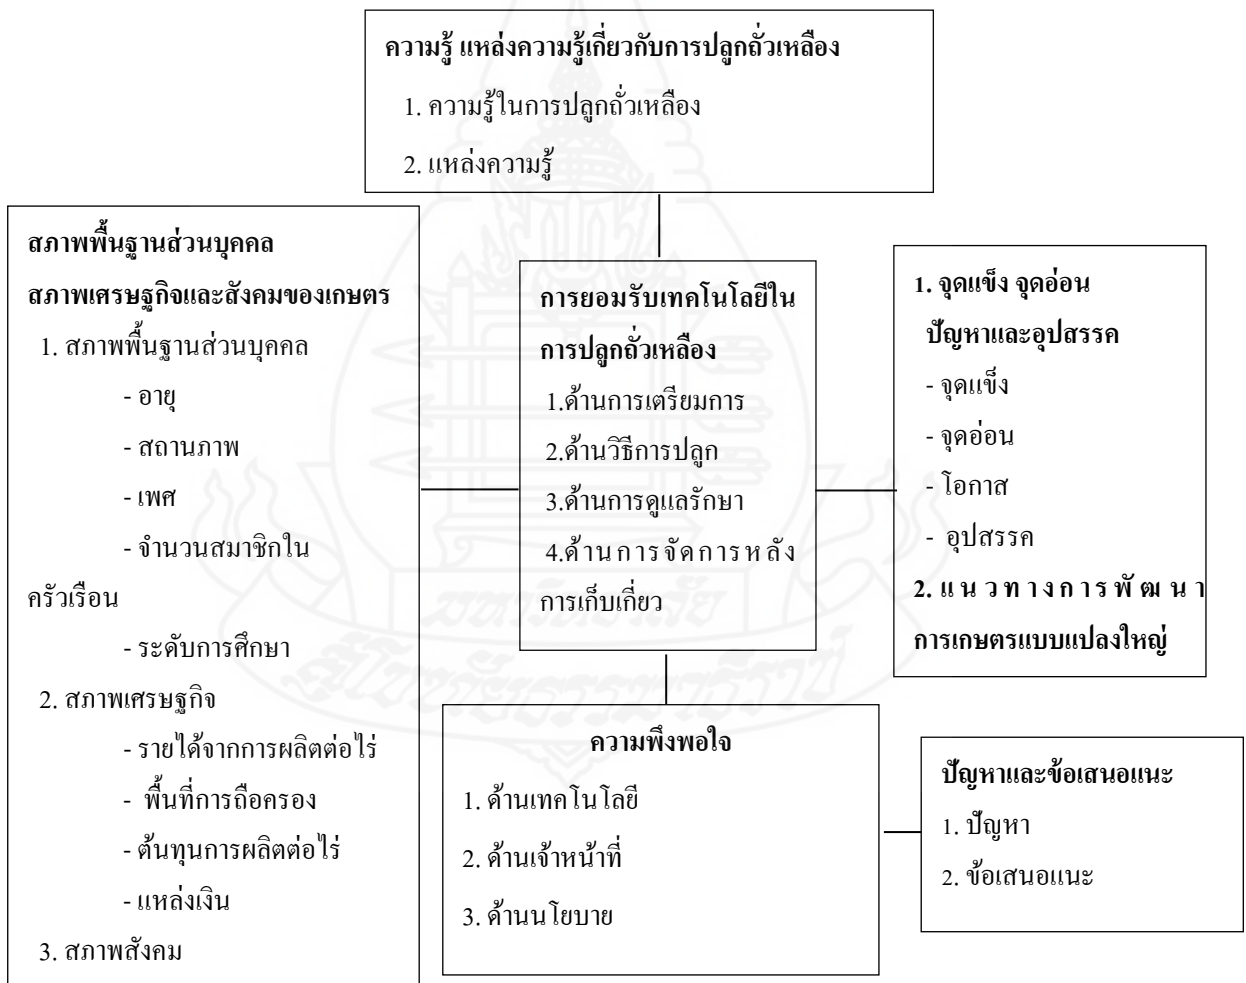 ความรู้ แหล่งความรู้เกี่ยวกับการปลูกถั่วเหลือง
1. ความรู้ในการปลูกถั่วเหลือง
2. แหล่งความรู้
สภาพพื้นฐานส่วนบุคคล
สภาพเศรษฐกิจและสังคมของเกษตร
1. สภาพพื้นฐานส่วนบุคคล
- อายุ
- สถานภาพ
- เพศ
- จำนวนสมาชิกใน
ครัวเรือน
- ระดับการศึกษา
2. สภาพเศรษฐกิจ
- รายได้จากการผลิตต่อไร่
- พื้นที่การถือครอง
- ต้นทุนการผลิตต่อไร่
- แหล่งเงิน
3. สภาพสังคม
การยอมรับเทคโนโลยีใน
การปลูกถั่วเหลือง
1.ด้านการเตรียมการ
2.ด้านวิธีการปลูก
3.ด้านการดูแลรักษา
4.ด้านการจัดการหลัง
การเก็บเกี่ยว
1. จุดแข็ง จุดอ่อน
ปัญหาและอุปสรรค
- จุดแข็ง
- จุดอ่อน
- โอกาส
- อุปสรรค
2. แนวทางการพัฒนา
การเกษตรแบบแปลงใหญ่
ความพึงพอใจ
1. ด้านเทคโนโลยี
2. ด้านเจ้าหน้าที่
3. ด้านนโยบาย
ปัญหาและข้อเสนอแนะ
1. ปัญหา
2. ข้อเสนอแนะ
มหาวิทยาลัย
สุโขทัยธรรมาธิราช